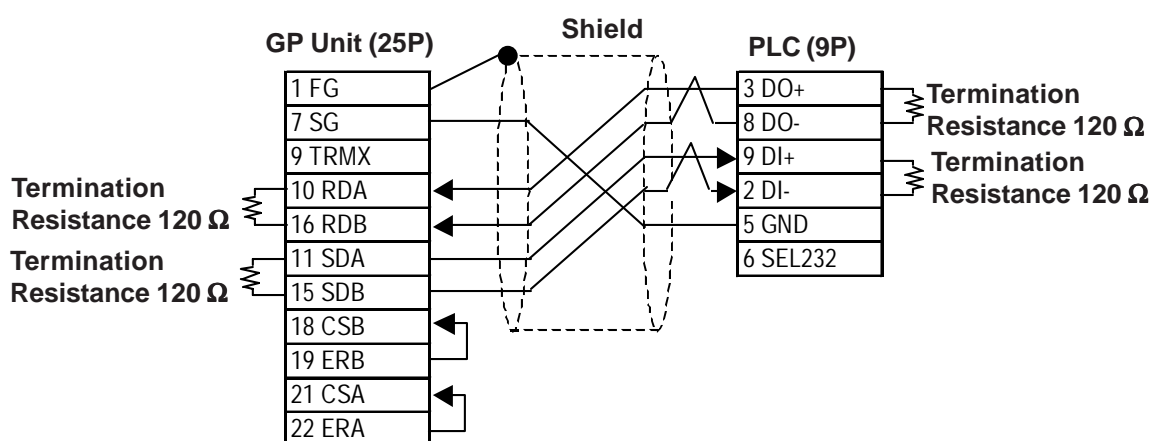 Shield
GP Unit (25P)
PLC (9P)
1 FG
7 SG
9 TRMX
10 RDA
16 RDB
11 SDA
15 SDB
18 CSB
19 ERB
21 CSA
22 ERA
Termination
Resistance 120 Ω
Termination
Resistance 120 Ω
3 DO+
8 DO-
9 DI+
2 DI-
5 GND
6 SEL232
Termination
Resistance 120 Ω
Termination
Resistance 120 Ω